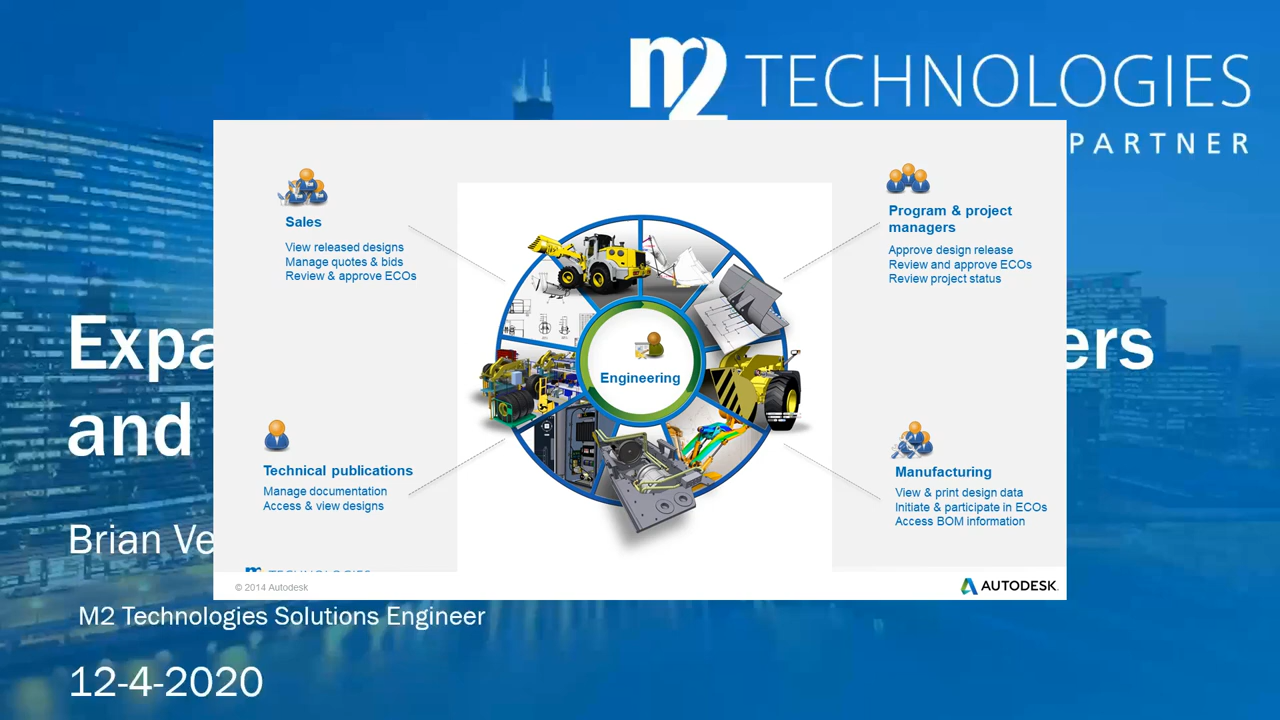 m2 TECHNOLOGIES
PARTNER
Sales
View released designs
Manage quotes & bids
Review & approve ECOs
Program & project
managers
Approve design release
Review and approve ECOs
Review project status
Engineering
Technical publications
Manage documentation
Access & view designs
Manufacturing
View & print design data
Initiate & participate in ECOs
Access BOM information
© 2014 Autodesk
AUTODESK
and
Brian
M2 Technologies Solutions Engineer
12-4-2020